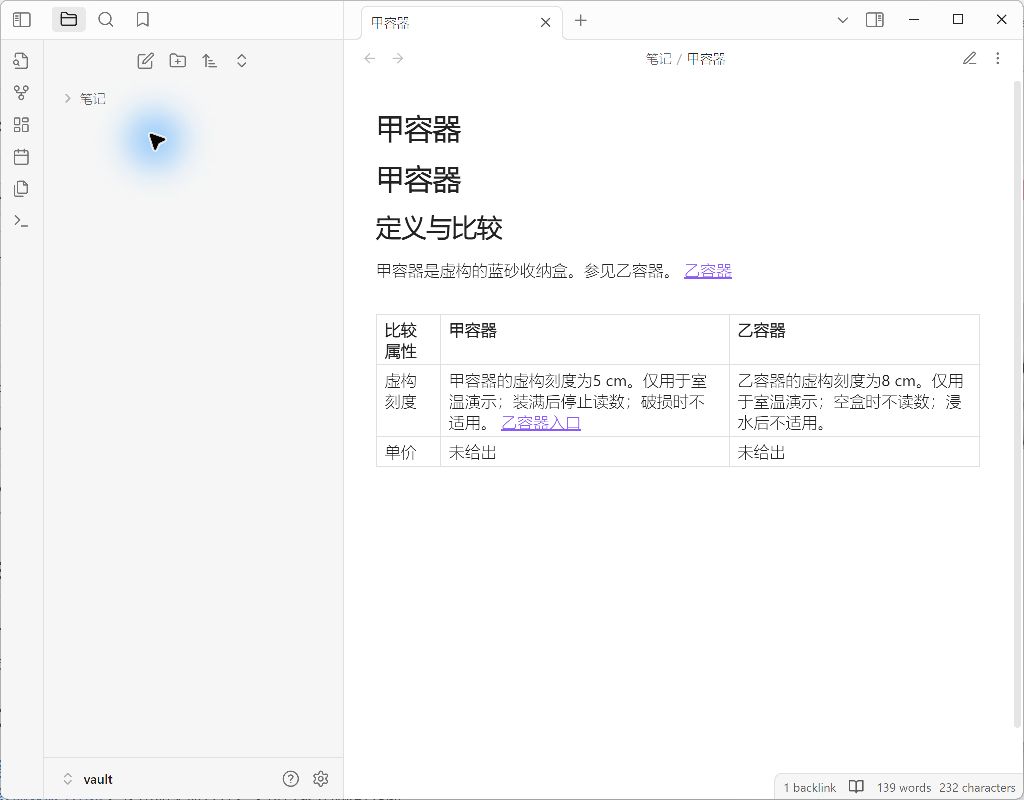 甲容器
笔记 / 甲容器
笔记
甲容器
甲容器
定义与比较
甲容器是虚构的蓝砂收纳盒。参见乙容器。 乙容器
比较
属性
甲容器
乙容器
虚构
刻度
甲容器的虚构刻度为5 cm。仅用于室
温演示；装满后停止读数；破损时不
适用。 乙容器入口
乙容器的虚构刻度为8 cm。仅用
于室温演示；空盒时不读数；浸
水后不适用。
单价
未给出
未给出
vault
1 backlink
139 words
232 characters